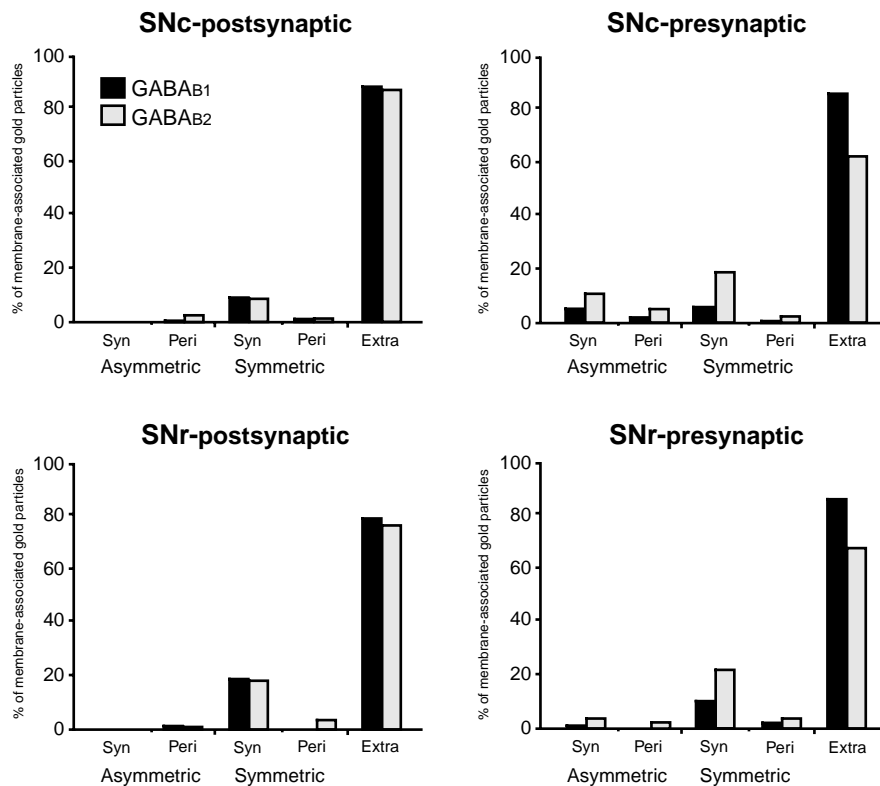 SNc-postsynaptic
% of membrane-associated gold particles
100
80
60
40
20
0
GABAB1
GABAB2
Syn Peri Syn Peri Extra
Asymmetric Symmetric
SNc-presynaptic
% of membrane-associated gold particles
100
80
60
40
20
0
Syn Peri Syn Peri Extra
Asymmetric Symmetric
SNr-postsynaptic
% of membrane-associated gold particles
100
80
60
40
20
0
Syn Peri Syn Peri Extra
Asymmetric Symmetric
SNr-presynaptic
% of membrane-associated gold particles
100
80
60
40
20
0
Syn Peri Syn Peri Extra
Asymmetric Symmetric